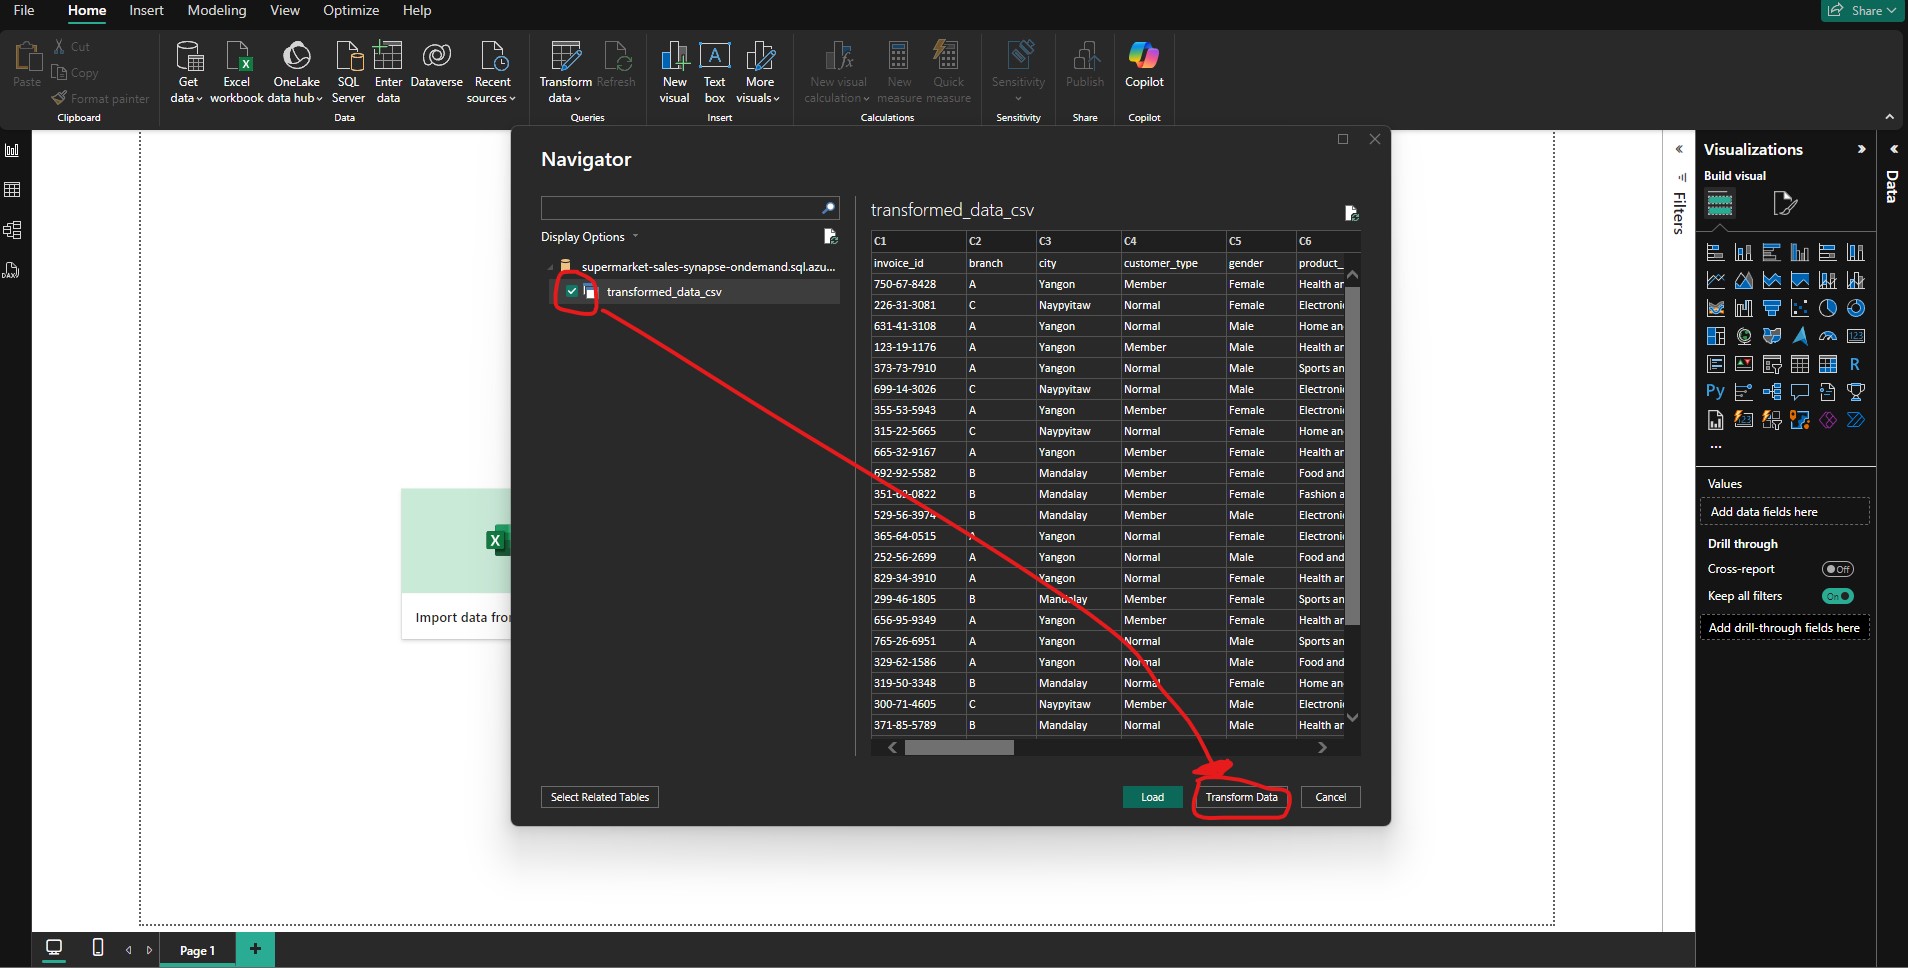 File Home Insert Modeling View Optimize Help
Share
Paste
Cut
Copy
Format painter
Clipboard
Get data
Excel workbook
OneLake data hub
SQL Server
Enter data
Dataverse
Recent sources
Data
Transform data
Refresh
Queries
New visual
Text box
More visuals
Insert
New visual calculation
New measure
Quick measure
Calculations
Sensitivity
Sensitivity
Publish
Share
Copilot
Copilot
Navigator
Display Options
supermarket-sales-synapse-ondemand.sql.azu...
transformed_data_csv
transformed_data_csv
C1 C2 C3 C4 C5 C6
invoice_id branch city customer_type gender product_
750-67-8428 A Yangon Member Female Health ar
226-31-3081 C Naypyitaw Normal Female Electroni
631-41-3108 A Yangon Normal Male Home an
123-19-1176 A Yangon Member Male Health ar
373-73-7910 A Yangon Normal Male Sports an
699-14-3026 C Naypyitaw Normal Male Electroni
355-53-5943 A Yangon Member Female Electroni
315-22-5665 C Naypyitaw Normal Female Home an
665-32-9167 A Yangon Member Female Health ar
692-92-5582 B Mandalay Member Female Food and
351-62-0822 B Mandalay Member Female Fashion a
529-56-3974 B Mandalay Member Male Electroni
365-64-0515 A Yangon Normal Female Electroni
252-56-2699 A Yangon Normal Male Food and
829-34-3910 A Yangon Normal Female Health ar
299-46-1805 B Mandalay Member Female Sports an
656-95-9349 A Yangon Member Female Health ar
765-26-6951 A Yangon Normal Male Sports an
329-62-1586 A Yangon Normal Male Food and
319-50-3348 B Mandalay Normal Female Home an
300-71-4605 C Naypyitaw Member Male Electroni
371-85-5789 B Mandalay Normal Male Health ar
Select Related Tables
Load
Transform Data
Cancel
Import data fro
Filters
Visualizations
Build visual
123
R
Py
123
...
Values
Add data fields here
Drill through
Cross-report Off
Keep all filters On
Add drill-through fields here
Data
DAX
Page 1